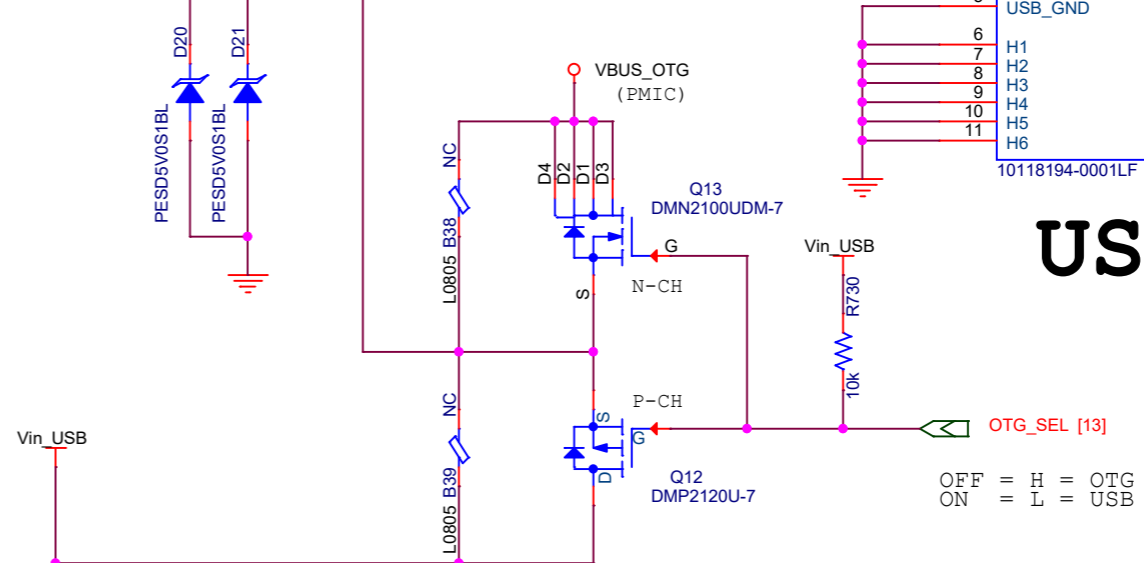 USB_GND
6 H1
7 H2
8 H3
9 H4
10 H5
11 H6
10118194-0001LF
US
D20
D21
PESD5V0S1BL
PESD5V0S1BL
VBUS_OTG
(PMIC)
NC
D4
D2
D1
D3
Q13
DMN2100UDM-7
G
N-CH
S
L0805 B38
Vin_USB
R730
10k
NC
P-CH
S
G
D
Q12
DMP2120U-7
L0805 B39
Vin_USB
OTG_SEL [13]
OFF = H = OTG
ON = L = USB